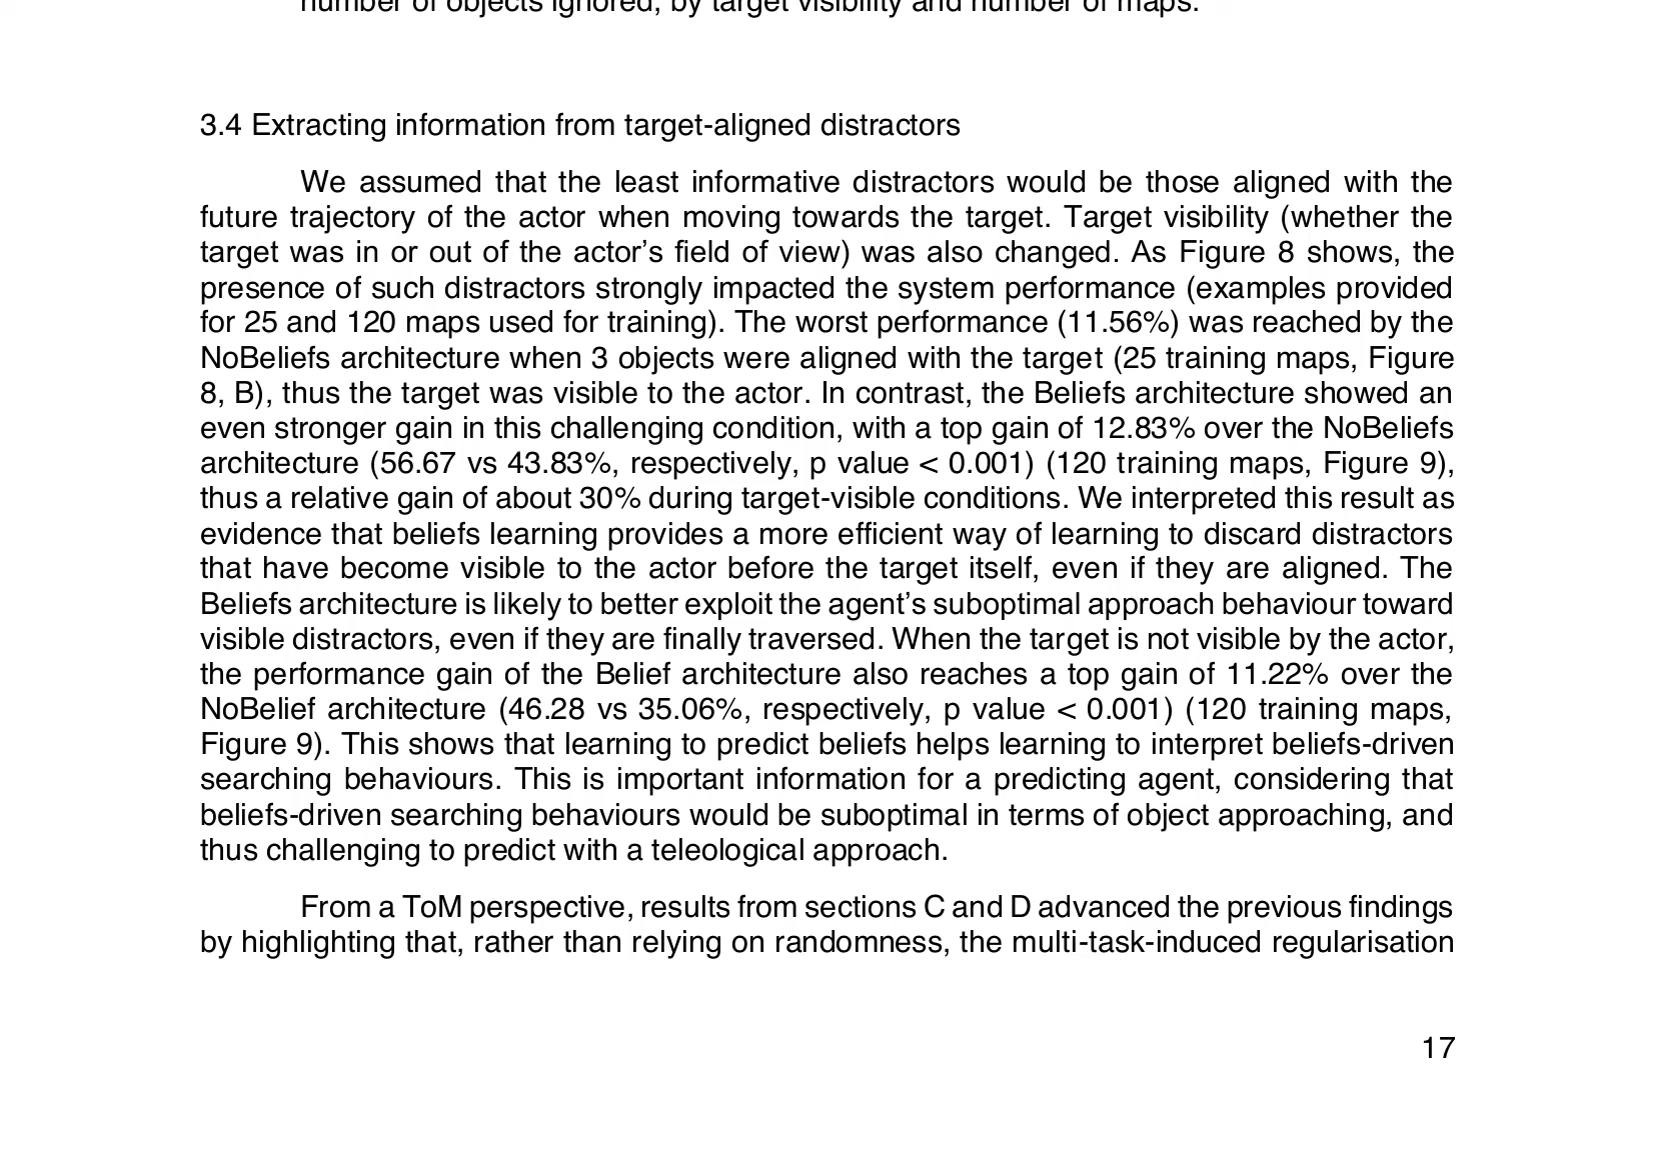 number of objects ignored, by target visibility and number of maps.
3.4 Extracting information from target-aligned distractors
We assumed that the least informative distractors would be those aligned with the
future trajectory of the actor when moving towards the target. Target visibility (whether the
target was in or out of the actor’s field of view) was also changed. As Figure 8 shows, the
presence of such distractors strongly impacted the system performance (examples provided
for 25 and 120 maps used for training). The worst performance (11.56%) was reached by the
NoBeliefs architecture when 3 objects were aligned with the target (25 training maps, Figure
8, B), thus the target was visible to the actor. In contrast, the Beliefs architecture showed an
even stronger gain in this challenging condition, with a top gain of 12.83% over the NoBeliefs
architecture (56.67 vs 43.83%, respectively, p value < 0.001) (120 training maps, Figure 9),
thus a relative gain of about 30% during target-visible conditions. We interpreted this result as
evidence that beliefs learning provides a more efficient way of learning to discard distractors
that have become visible to the actor before the target itself, even if they are aligned. The
Beliefs architecture is likely to better exploit the agent’s suboptimal approach behaviour toward
visible distractors, even if they are finally traversed. When the target is not visible by the actor,
the performance gain of the Belief architecture also reaches a top gain of 11.22% over the
NoBelief architecture (46.28 vs 35.06%, respectively, p value < 0.001) (120 training maps,
Figure 9). This shows that learning to predict beliefs helps learning to interpret beliefs-driven
searching behaviours. This is important information for a predicting agent, considering that
beliefs-driven searching behaviours would be suboptimal in terms of object approaching, and
thus challenging to predict with a teleological approach.
From a ToM perspective, results from sections C and D advanced the previous findings
by highlighting that, rather than relying on randomness, the multi-task-induced regularisation
17